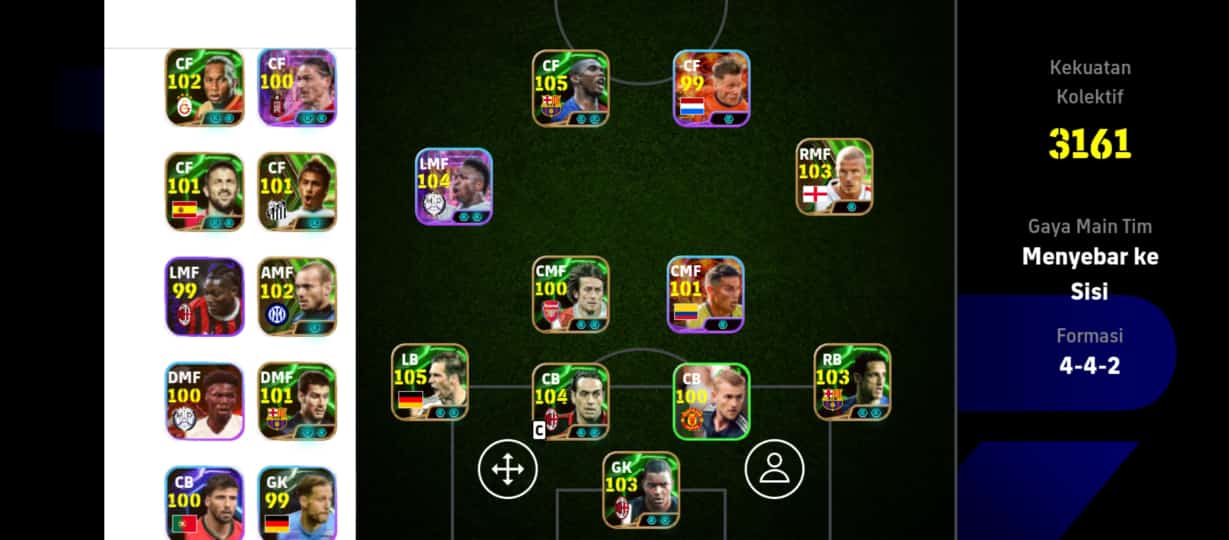 CF
102
CF
100
CF
101
CF
101
LMF
99
AMF
102
DMF
100
DMF
101
CB
100
GK
99
CF
105
CF
99
LMF
104
RMF
103
CMF
100
CMF
101
LB
105
CB
104
C
CB
100
RB
103
GK
103
Kekuatan
Kolektif
3161
Gaya Main Tim
Menyebar ke
Sisi
Formasi
4-4-2